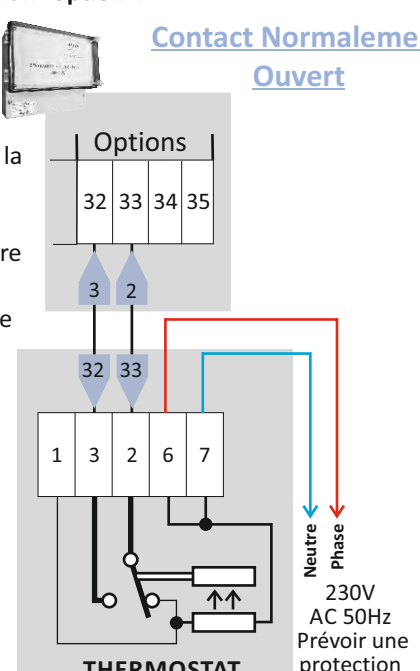 Contact Normaleme
Ouvert
la
Options
32 33 34 35
re
3 2
e
32 33
1 3 2 6 7
Neutre
Phase
230V
AC 50Hz
Prévoir une
protection
THERMOSTAT